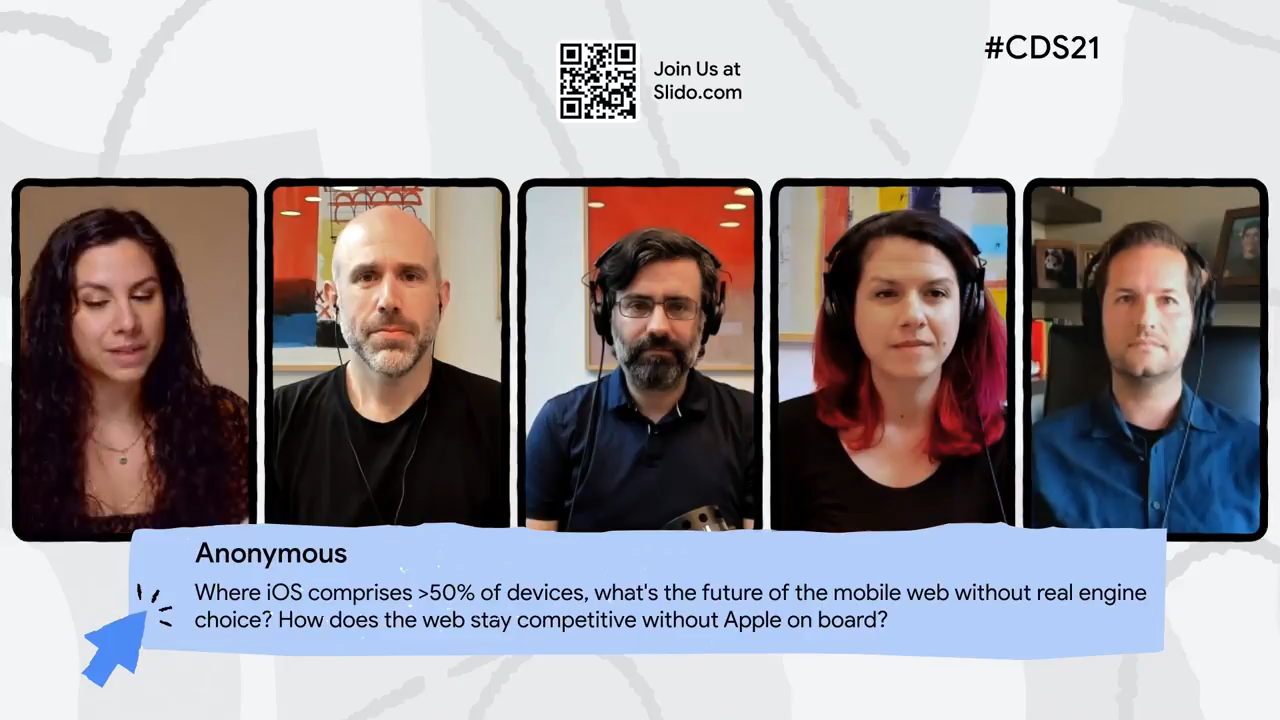 #CDS21
Join Us at
Slido.com
Anonymous
Where iOS comprises >50% of devices, what's the future of the mobile web without real engine
choice? How does the web stay competitive without Apple on board?